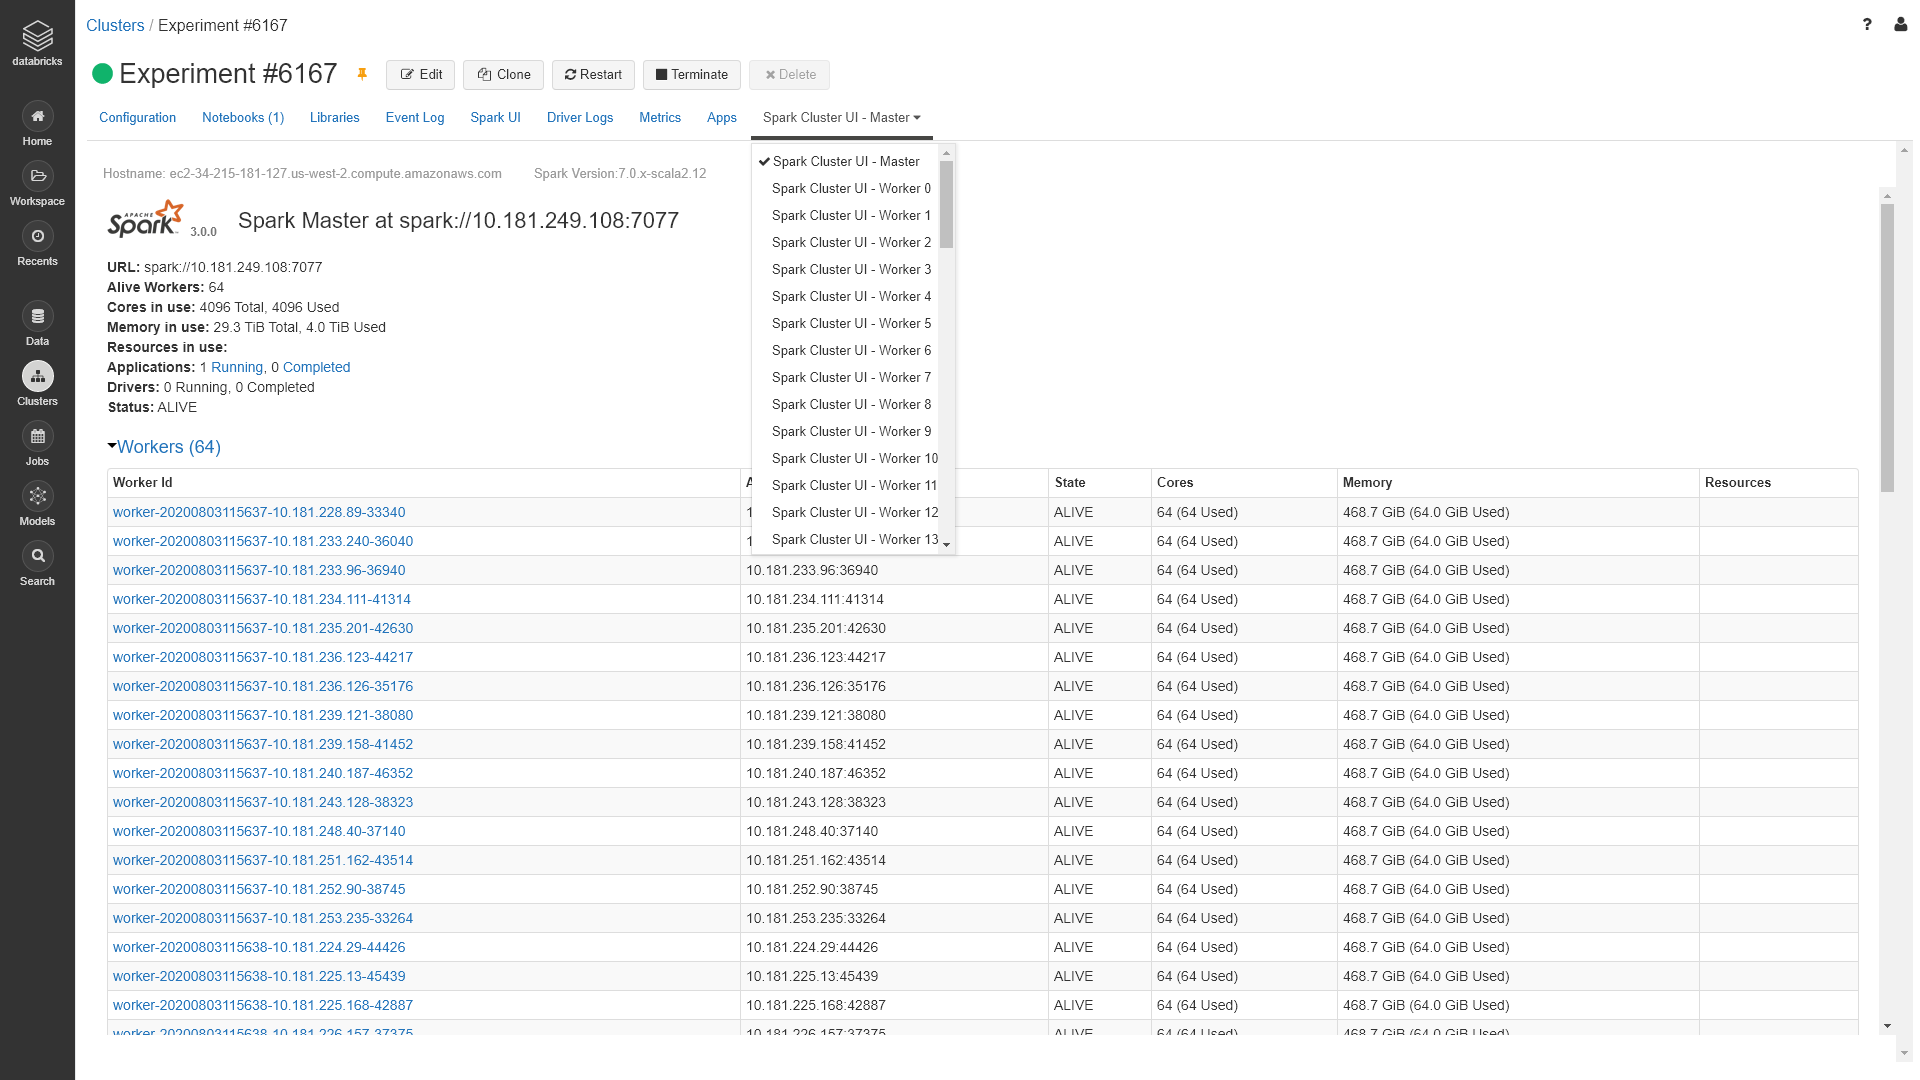 databricks
Home
Workspace
Recents
Data
Clusters
Jobs
Models
Search
Clusters / Experiment #6167
?
Experiment #6167 Edit Clone Restart Terminate Delete
Configuration Notebooks (1) Libraries Event Log Spark UI Driver Logs Metrics Apps Spark Cluster UI - Master
Spark Cluster UI - Master
Spark Cluster UI - Worker 0
Spark Cluster UI - Worker 1
Spark Cluster UI - Worker 2
Spark Cluster UI - Worker 3
Spark Cluster UI - Worker 4
Spark Cluster UI - Worker 5
Spark Cluster UI - Worker 6
Spark Cluster UI - Worker 7
Spark Cluster UI - Worker 8
Spark Cluster UI - Worker 9
Spark Cluster UI - Worker 10
Spark Cluster UI - Worker 11
Spark Cluster UI - Worker 12
Spark Cluster UI - Worker 13
Hostname: ec2-34-215-181-127.us-west-2.compute.amazonaws.com Spark Version:7.0.x-scala2.12
APACHE Spark 3.0.0 Spark Master at spark://10.181.249.108:7077
URL: spark://10.181.249.108:7077
Alive Workers: 64
Cores in use: 4096 Total, 4096 Used
Memory in use: 29.3 TiB Total, 4.0 TiB Used
Resources in use:
Applications: 1 Running, 0 Completed
Drivers: 0 Running, 0 Completed
Status: ALIVE
Workers (64)
Worker Id State Cores Memory Resources
worker-20200803115637-10.181.228.89-33340 ALIVE 64 (64 Used) 468.7 GiB (64.0 GiB Used)
worker-20200803115637-10.181.233.240-36040 ALIVE 64 (64 Used) 468.7 GiB (64.0 GiB Used)
worker-20200803115637-10.181.233.96-36940 10.181.233.96:36940 ALIVE 64 (64 Used) 468.7 GiB (64.0 GiB Used)
worker-20200803115637-10.181.234.111-41314 10.181.234.111:41314 ALIVE 64 (64 Used) 468.7 GiB (64.0 GiB Used)
worker-20200803115637-10.181.235.201-42630 10.181.235.201:42630 ALIVE 64 (64 Used) 468.7 GiB (64.0 GiB Used)
worker-20200803115637-10.181.236.123-44217 10.181.236.123:44217 ALIVE 64 (64 Used) 468.7 GiB (64.0 GiB Used)
worker-20200803115637-10.181.236.126-35176 10.181.236.126:35176 ALIVE 64 (64 Used) 468.7 GiB (64.0 GiB Used)
worker-20200803115637-10.181.239.121-38080 10.181.239.121:38080 ALIVE 64 (64 Used) 468.7 GiB (64.0 GiB Used)
worker-20200803115637-10.181.239.158-41452 10.181.239.158:41452 ALIVE 64 (64 Used) 468.7 GiB (64.0 GiB Used)
worker-20200803115637-10.181.240.187-46352 10.181.240.187:46352 ALIVE 64 (64 Used) 468.7 GiB (64.0 GiB Used)
worker-20200803115637-10.181.243.128-38323 10.181.243.128:38323 ALIVE 64 (64 Used) 468.7 GiB (64.0 GiB Used)
worker-20200803115637-10.181.248.40-37140 10.181.248.40:37140 ALIVE 64 (64 Used) 468.7 GiB (64.0 GiB Used)
worker-20200803115637-10.181.251.162-43514 10.181.251.162:43514 ALIVE 64 (64 Used) 468.7 GiB (64.0 GiB Used)
worker-20200803115637-10.181.252.90-38745 10.181.252.90:38745 ALIVE 64 (64 Used) 468.7 GiB (64.0 GiB Used)
worker-20200803115637-10.181.253.235-33264 10.181.253.235:33264 ALIVE 64 (64 Used) 468.7 GiB (64.0 GiB Used)
worker-20200803115638-10.181.224.29-44426 10.181.224.29:44426 ALIVE 64 (64 Used) 468.7 GiB (64.0 GiB Used)
worker-20200803115638-10.181.225.13-45439 10.181.225.13:45439 ALIVE 64 (64 Used) 468.7 GiB (64.0 GiB Used)
worker-20200803115638-10.181.225.168-42887 10.181.225.168:42887 ALIVE 64 (64 Used) 468.7 GiB (64.0 GiB Used)
worker-20200803115638-10.181.226.157-37375 10.181.226.157:37375 ALIVE 64 (64 Used) 468.7 GiB (64.0 GiB Used)